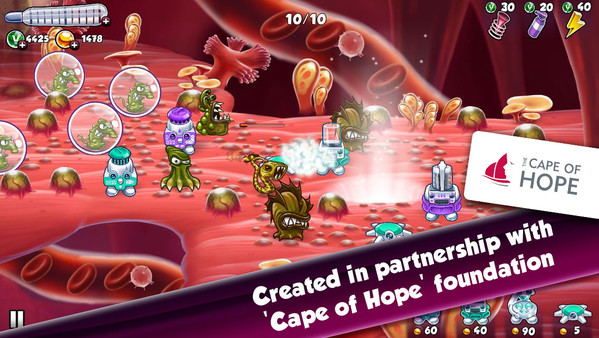 10/10
30 20 40
4425 1478
THE CAPE OF
HOPE
Created in partnership with
'Cape of Hope' foundation
60 40 90 5